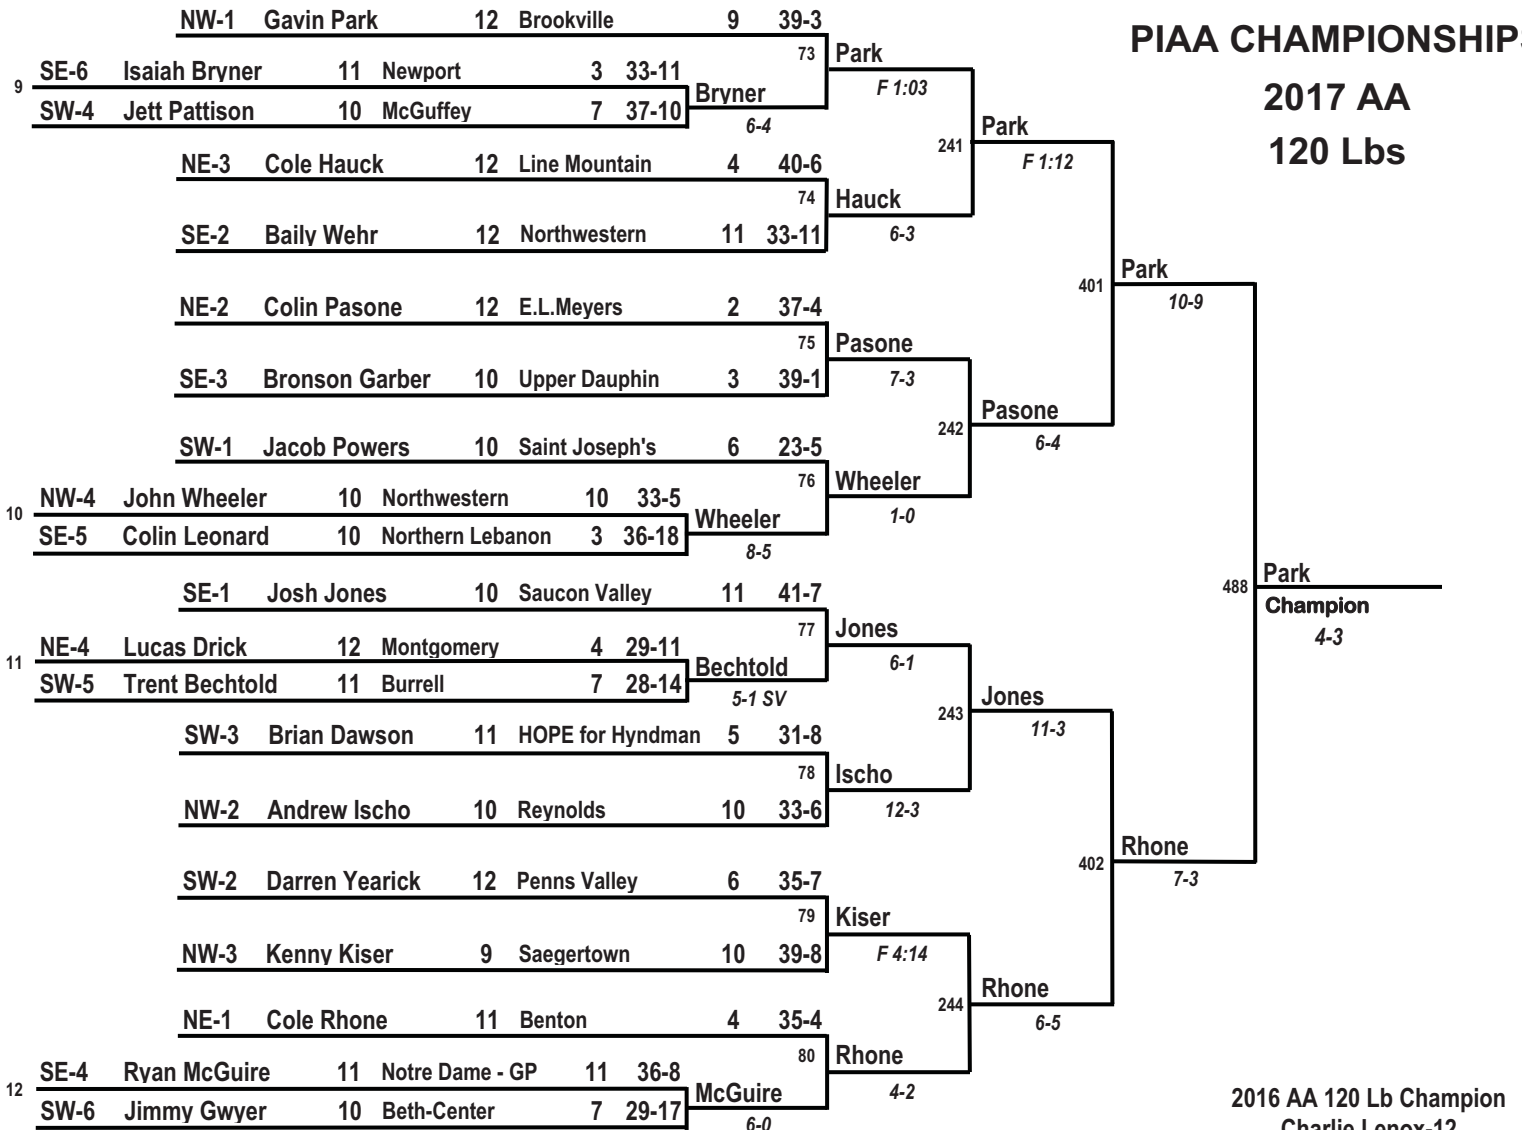 NW-1 Gavin Park 12 Brookville 9 39-3
PIAA CHAMPIONSHIPS
73 Park
9 SE-6 Isaiah Bryner 11 Newport 3 33-11
F 1:03
2017 AA
Bryner
SW-4 Jett Pattison 10 McGuffey 7 37-10
6-4
Park
241
120 Lbs
NE-3 Cole Hauck 12 Line Mountain 4 40-6
F 1:12
74 Hauck
SE-2 Baily Wehr 12 Northwestern 11 33-11
6-3
Park
401
10-9
NE-2 Colin Pasone 12 E.L.Meyers 2 37-4
75 Pasone
SE-3 Bronson Garber 10 Upper Dauphin 3 39-1
7-3
Pasone
242
6-4
SW-1 Jacob Powers 10 Saint Joseph's 6 23-5
76 Wheeler
10 NW-4 John Wheeler 10 Northwestern 10 33-5
1-0
Wheeler
SE-5 Colin Leonard 10 Northern Lebanon 3 36-18
8-5
Park
488
Champion
4-3
SE-1 Josh Jones 10 Saucon Valley 11 41-7
77 Jones
11 NE-4 Lucas Drick 12 Montgomery 4 29-11
6-1
Bechtold
SW-5 Trent Bechtold 11 Burrell 7 28-14
5-1 SV
Jones
243
11-3
SW-3 Brian Dawson 11 HOPE for Hyndman 5 31-8
78 Ischo
NW-2 Andrew Ischo 10 Reynolds 10 33-6
12-3
Rhone
402
7-3
SW-2 Darren Yearick 12 Penns Valley 6 35-7
79 Kiser
NW-3 Kenny Kiser 9 Saegertown 10 39-8
F 4:14
Rhone
244
6-5
NE-1 Cole Rhone 11 Benton 4 35-4
80 Rhone
12 SE-4 Ryan McGuire 11 Notre Dame - GP 11 36-8
4-2
McGuire
SW-6 Jimmy Gwyer 10 Beth-Center 7 29-17
6-0
2016 AA 120 Lb Champion
Charlie Lenox-12